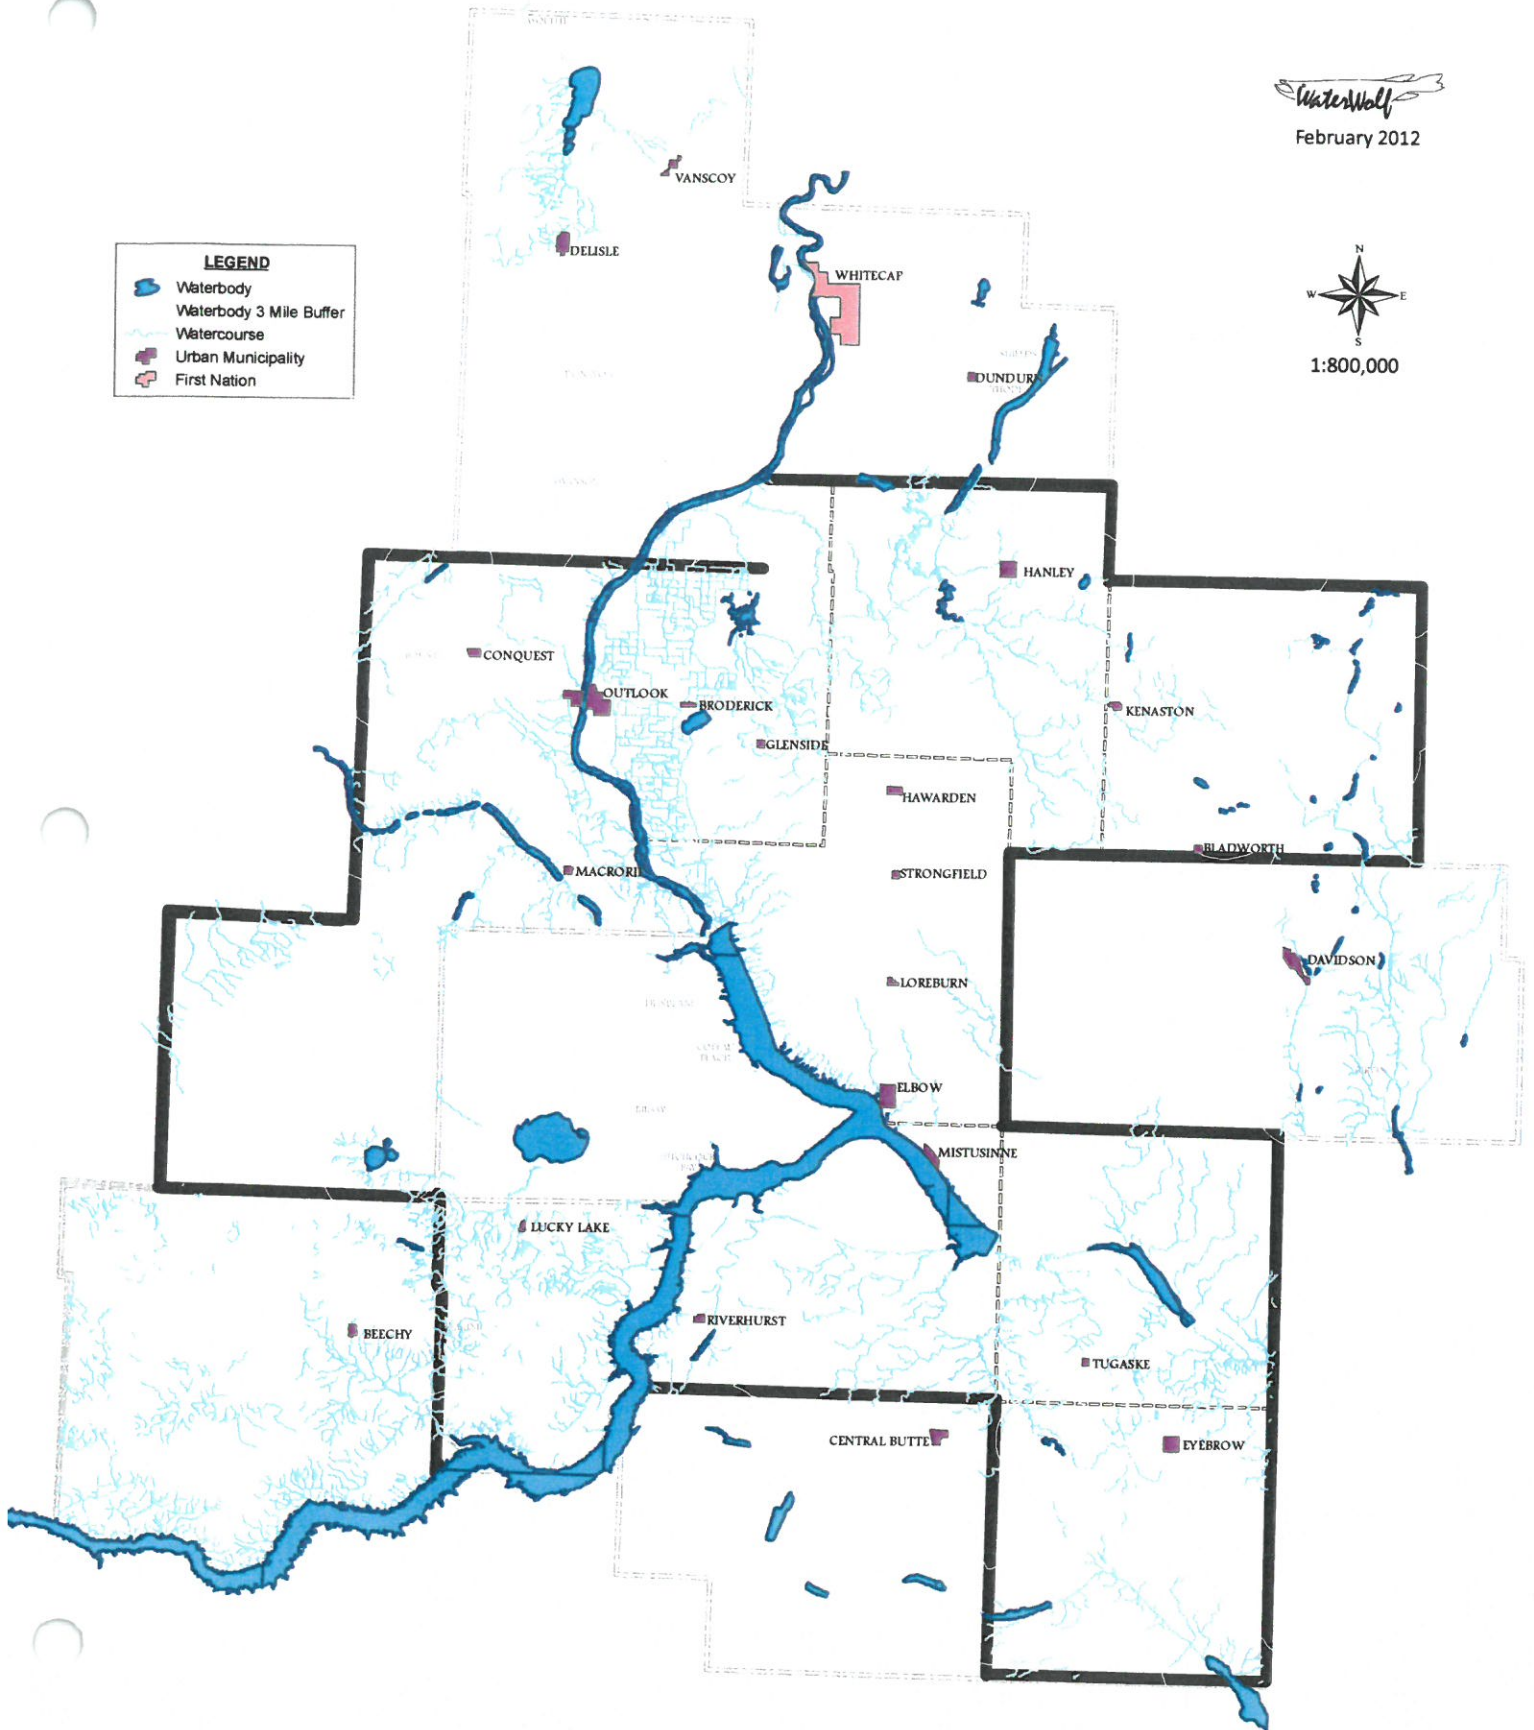 WaterWolf
February 2012
N
W E
S
1:800,000
LEGEND
Waterbody
Waterbody 3 Mile Buffer
Watercourse
Urban Municipality
First Nation
VANSCOY
DELISLE
WHITECAP
DUNDURN
HANLEY
CONQUEST
OUTLOOK
BRODERICK
KENASTON
GLENSIDE
HAWARDEN
BLADWORTH
MACRORIE
STRONGFIELD
DAVIDSON
LOREBURN
ELBOW
MISTUSINNE
LUCKY LAKE
RIVERHURST
BEECHY
TUGASKE
CENTRAL BUTTE
EYEBROW